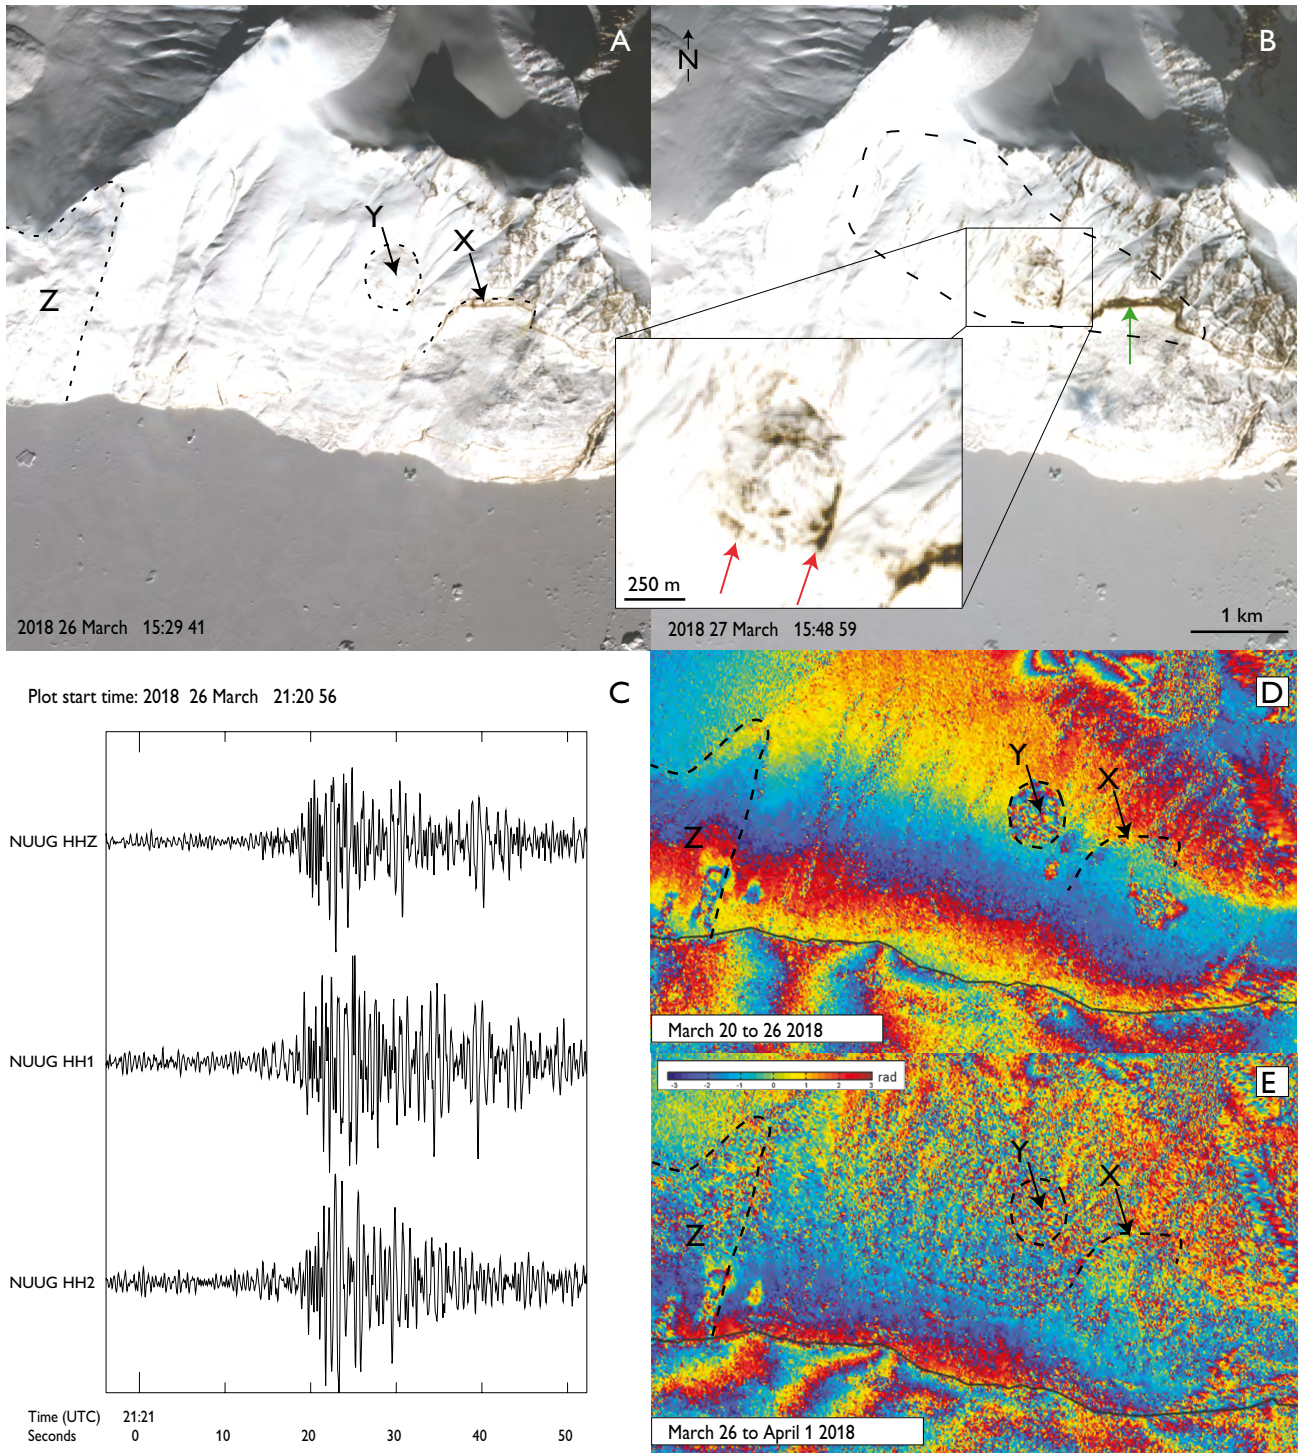 A
B
N
Y
X
Z
250 m
1 km
2018 26 March 15:29 41
2018 27 March 15:48 59
Plot start time: 2018 26 March 21:20 56
C
NUUG HHZ
NUUG HH1
NUUG HH2
Time (UTC) 21:21
Seconds 0 10 20 30 40 50
D
Y
X
Z
March 20 to 26 2018
-3 -2 -1 0 1 2 3 rad
E
Y
X
Z
March 26 to April 1 2018